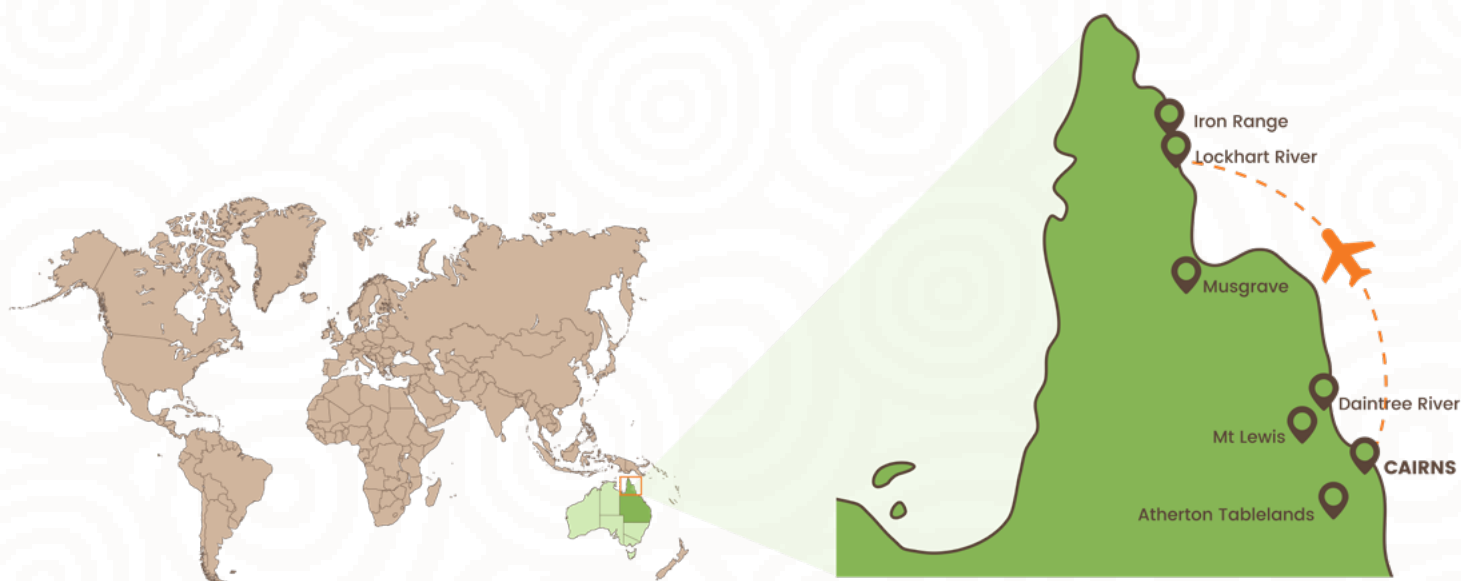 Iron Range
Lockhart River
Musgrave
Daintree River
Mt Lewis
CAIRNS
Atherton Tablelands